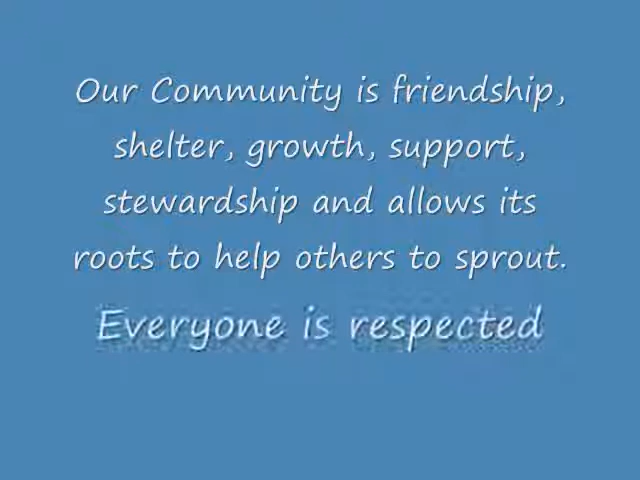 Our Community is friendship,
shelter, growth, support,
stewardship and allows its
roots to help others to sprout.
Everyone is respected